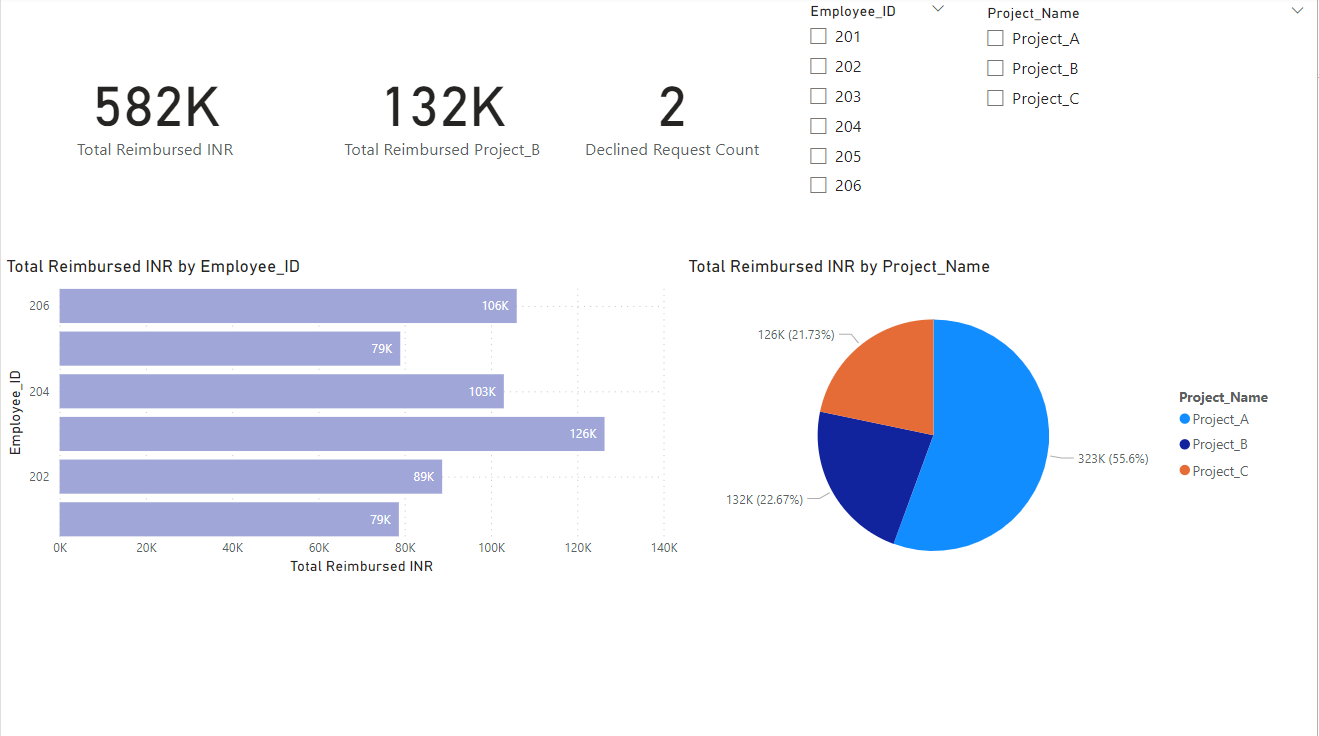 582K
Total Reimbursed INR
132K
Total Reimbursed Project_B
2
Declined Request Count
Employee_ID
201
202
203
204
205
206
Project_Name
Project_A
Project_B
Project_C
Total Reimbursed INR by Employee_ID
Employee_ID
206
106K
79K
204
103K
126K
202
89K
79K
0K 20K 40K 60K 80K 100K 120K 140K
Total Reimbursed INR
Total Reimbursed INR by Project_Name
126K (21.73%)
132K (22.67%)
323K (55.6%)
Project_Name
Project_A
Project_B
Project_C